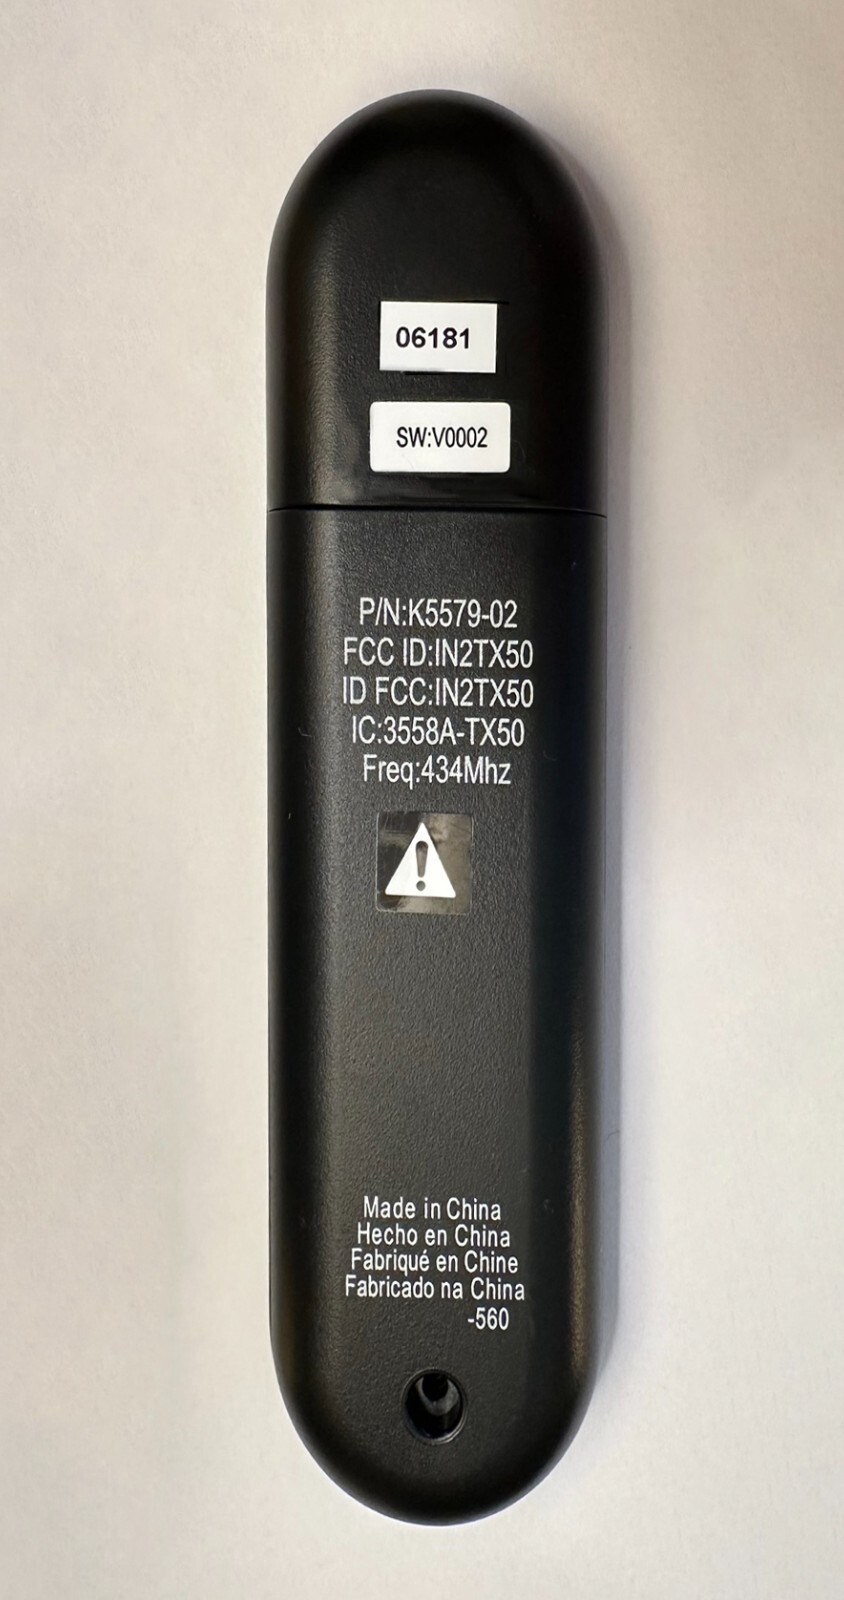 06181
SW:V0002
P/N:K5579-02
FCC ID:IN2TX50
ID FCC:IN2TX50
IC:3558A-TX50
Freq:434Mhz
Made in China
Hecho en China
Fabriqué en Chine
Fabricado na China
-560